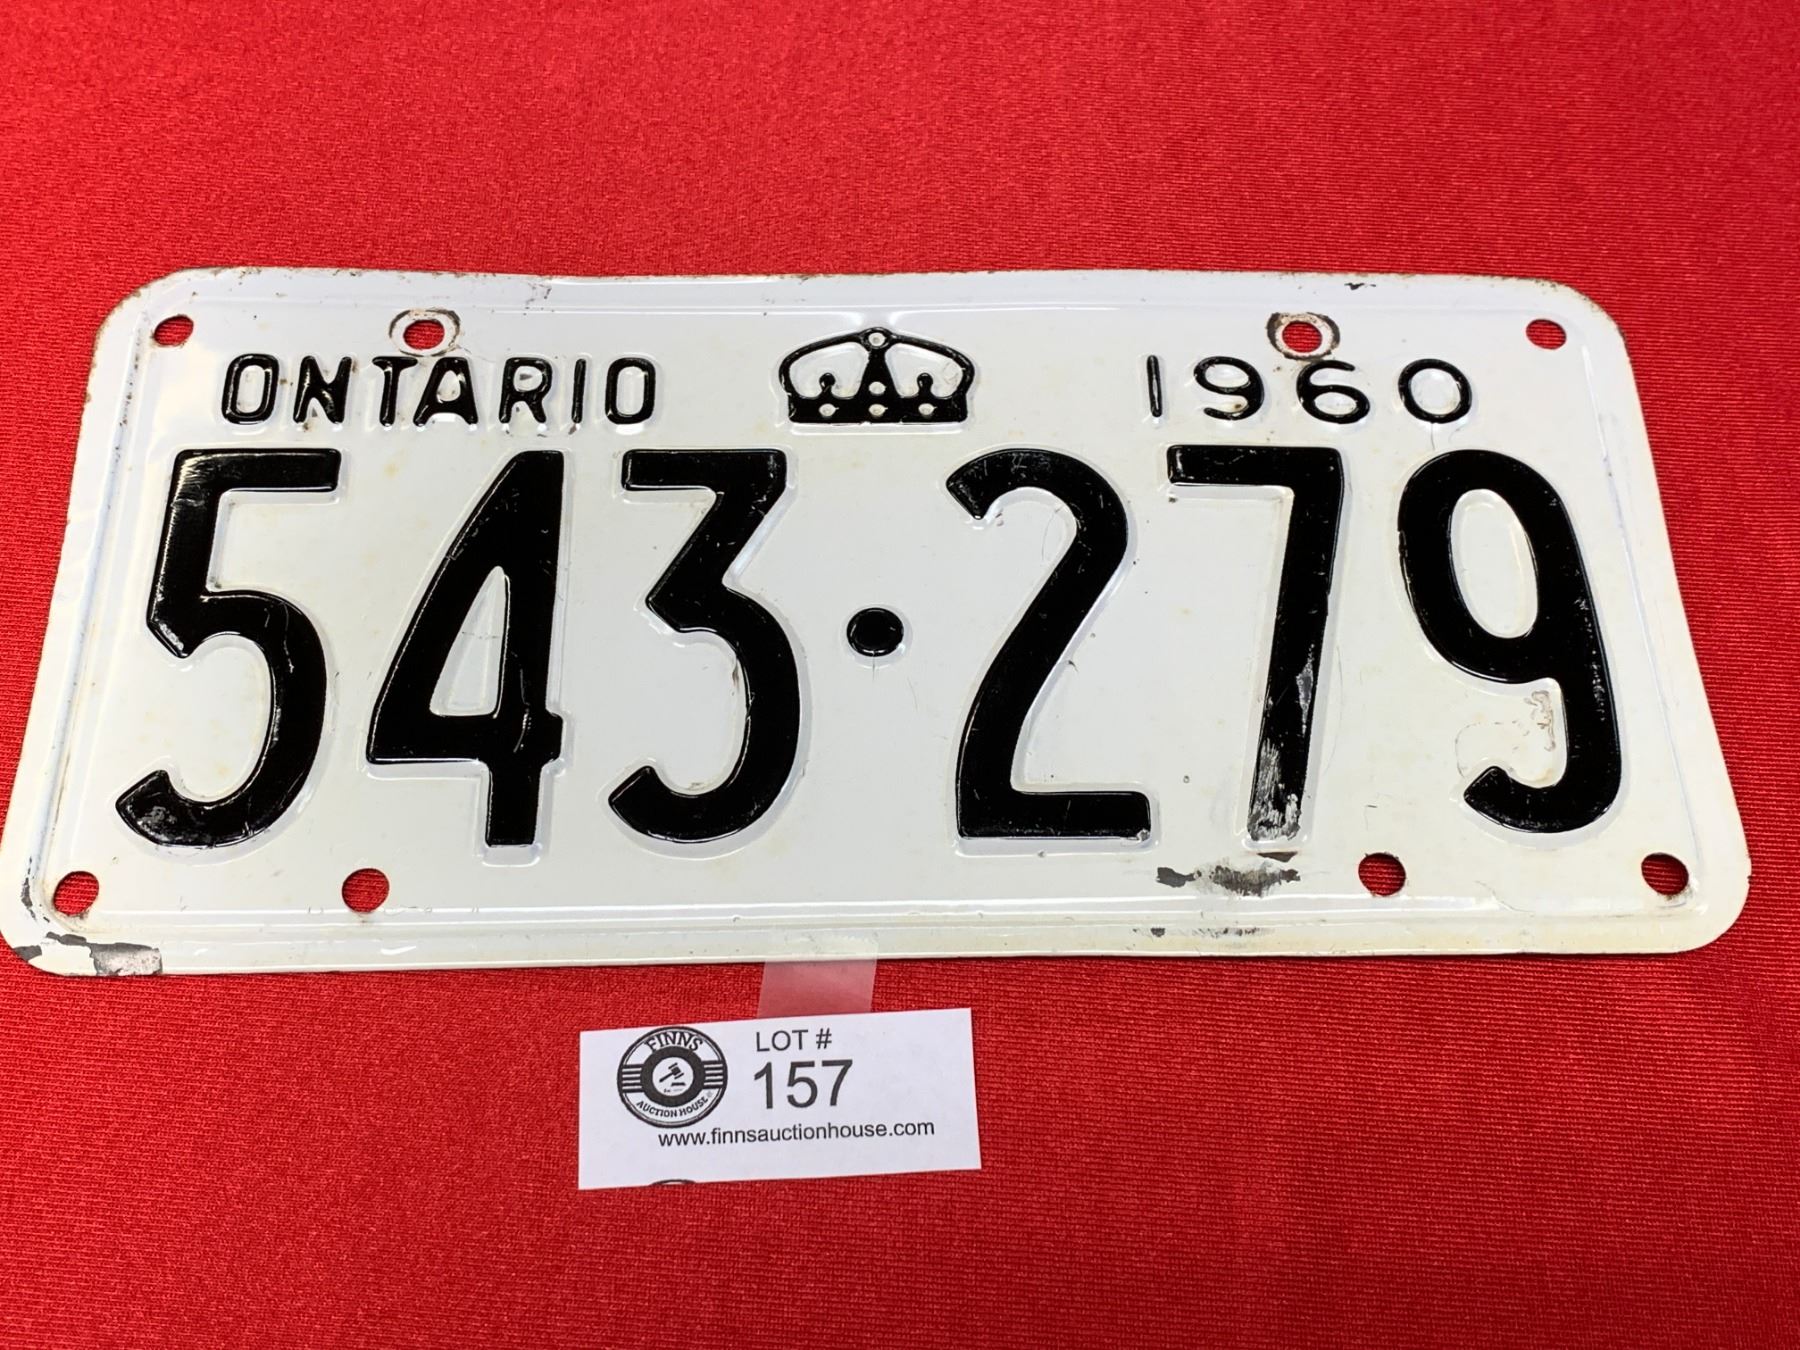 ONTARIO 1960
543•279
FINNS
AUCTION HOUSE
LOT #
157
www.finnsauctionhouse.com